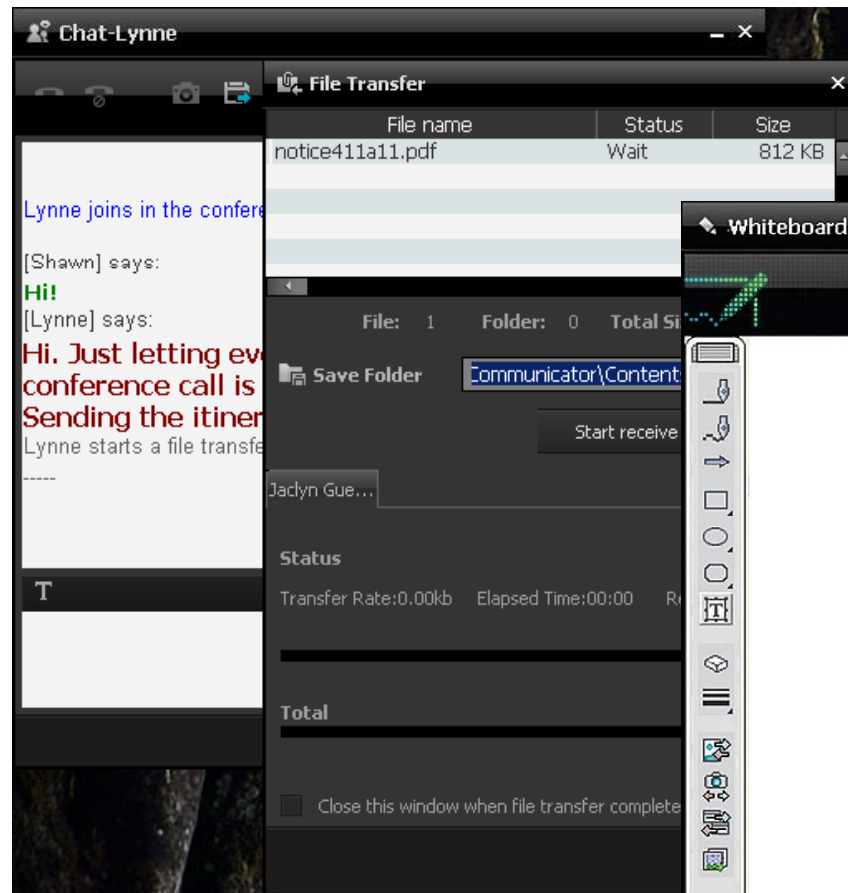 Chat-Lynne
Lynne joins in the confere
[Shawn] says:
Hi!
[Lynne] says:
Hi. Just letting ev
conference call is
Sending the itiner
Lynne starts a file transfe
-----
T
File Transfer
File name Status Size
notice411a11.pdf Wait 812 KB
File: 1 Folder: 0 Total Si
Save Folder Communicator\Content
Start receive
Jaclyn Gue...
Status
Transfer Rate:0.00kb Elapsed Time:00:00 Re
Total
Close this window when file transfer complete
Whiteboard
T